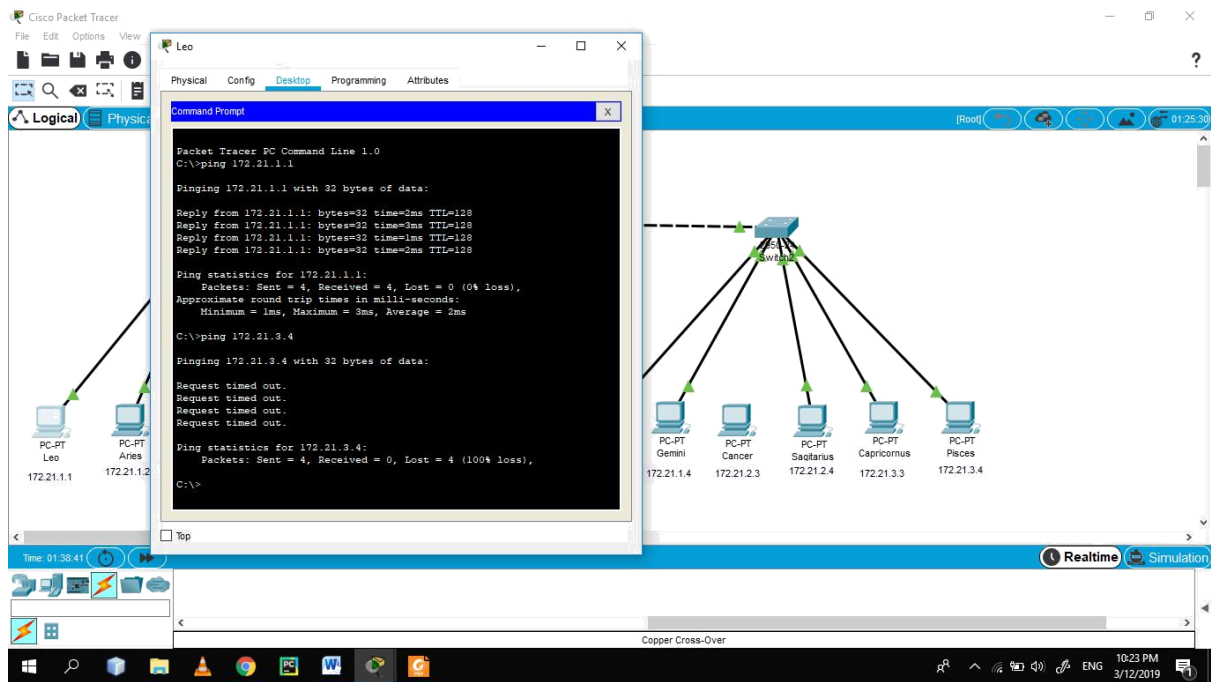 Cisco Packet Tracer
File Edit Options View
Leo
?
Physical Config Desktop Programming Attributes
Command Prompt
X
Logical
[Root]
01:25:30
Packet Tracer PC Command Line 1.0
C:\>ping 172.21.1.1
Pinging 172.21.1.1 with 32 bytes of data:
Reply from 172.21.1.1: bytes=32 time=2ms TTL=128
Reply from 172.21.1.1: bytes=32 time=3ms TTL=128
Reply from 172.21.1.1: bytes=32 time=1ms TTL=128
Reply from 172.21.1.1: bytes=32 time=2ms TTL=128
Ping statistics for 172.21.1.1:
Packets: Sent = 4, Received = 4, Lost = 0 (0% loss),
Approximate round trip times in milli-seconds:
Minimum = 1ms, Maximum = 3ms, Average = 2ms
C:\>ping 172.21.3.4
Pinging 172.21.3.4 with 32 bytes of data:
Request timed out.
Request timed out.
Request timed out.
Request timed out.
Ping statistics for 172.21.3.4:
Packets: Sent = 4, Received = 0, Lost = 4 (100% loss),
C:\>
Top
Switch2
PC-PT
Leo
172.21.1.1
PC-PT
Aries
172.21.1.2
PC-PT
Gemini
172.21.1.4
PC-PT
Cancer
172.21.2.3
PC-PT
Sagitarius
172.21.2.4
PC-PT
Capricornus
172.21.3.3
PC-PT
Pisces
172.21.3.4
Time: 01:38:41
Realtime
Simulation
Copper Cross-Over
ENG
10:23 PM
3/12/2019